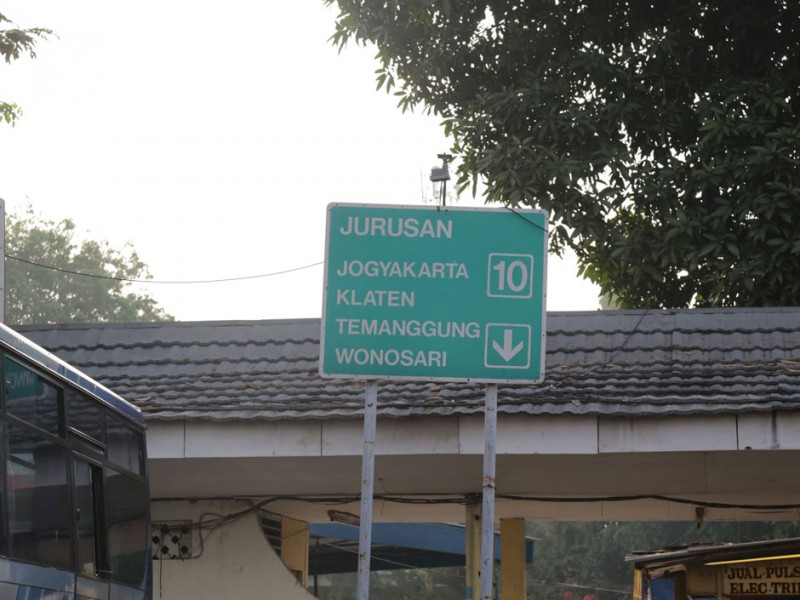 JURUSAN
JOGYAKARTA
KLATEN
TEMANGGUNG
WONOSARI
10
JUAL-PULS
ELEC-TRI